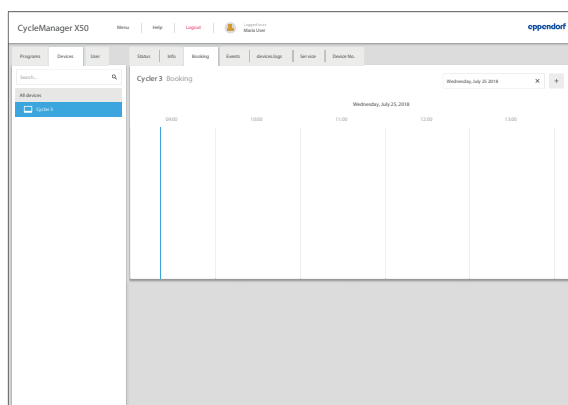 CycleManager X50
Menu
Help
Logout
Logged in as:
Maria User
eppendorf
Programs
Devices
User
Status
Info
Booking
Events
devices.logs
Service
Device No.
Search...
All devices
Cycler 3
Cycler 3 Booking
Wednesday, July 25 2018
Wednesday, July 25, 2018
09:00 10:00 11:00 12:00 13:00